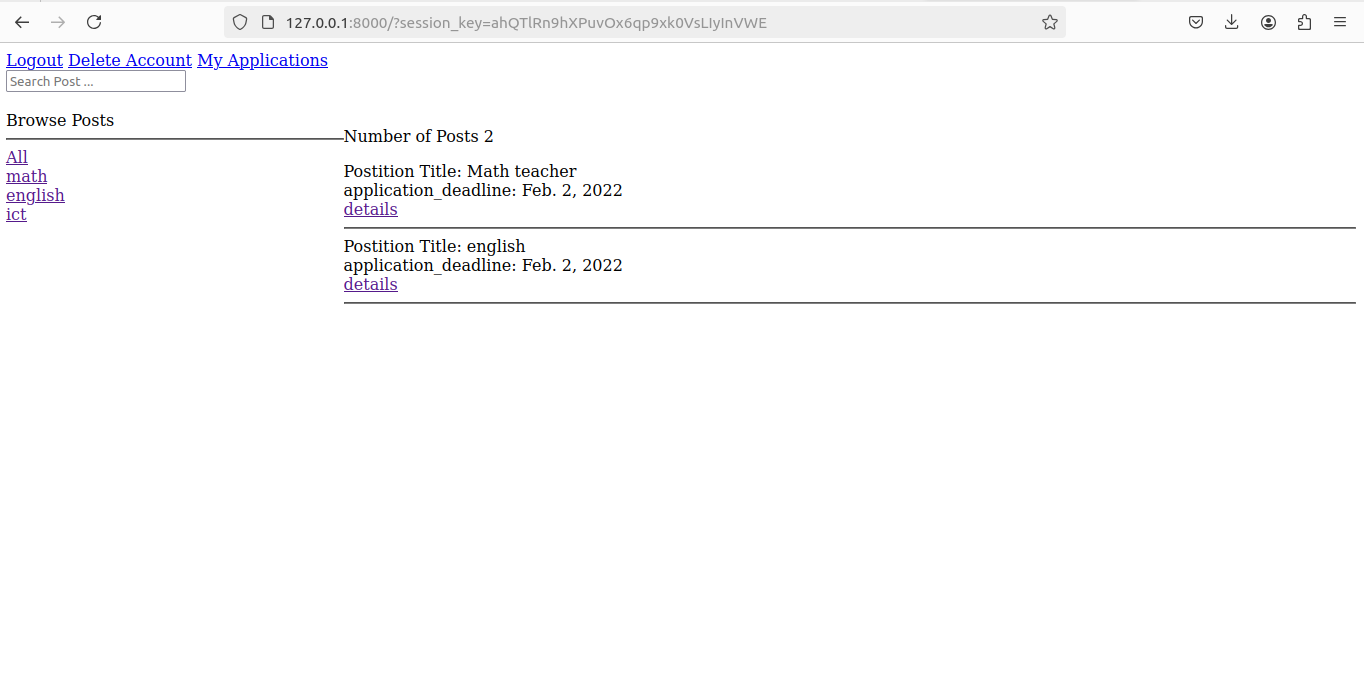 127.0.0.1:8000/?session_key=ahQTlRn9hXPuvOx6qp9xk0VsLIyInVWE
Logout Delete Account My Applications
Search Post ...
Browse Posts
All
math
english
ict
Number of Posts 2
Postition Title: Math teacher
application_deadline: Feb. 2, 2022
details
Postition Title: english
application_deadline: Feb. 2, 2022
details